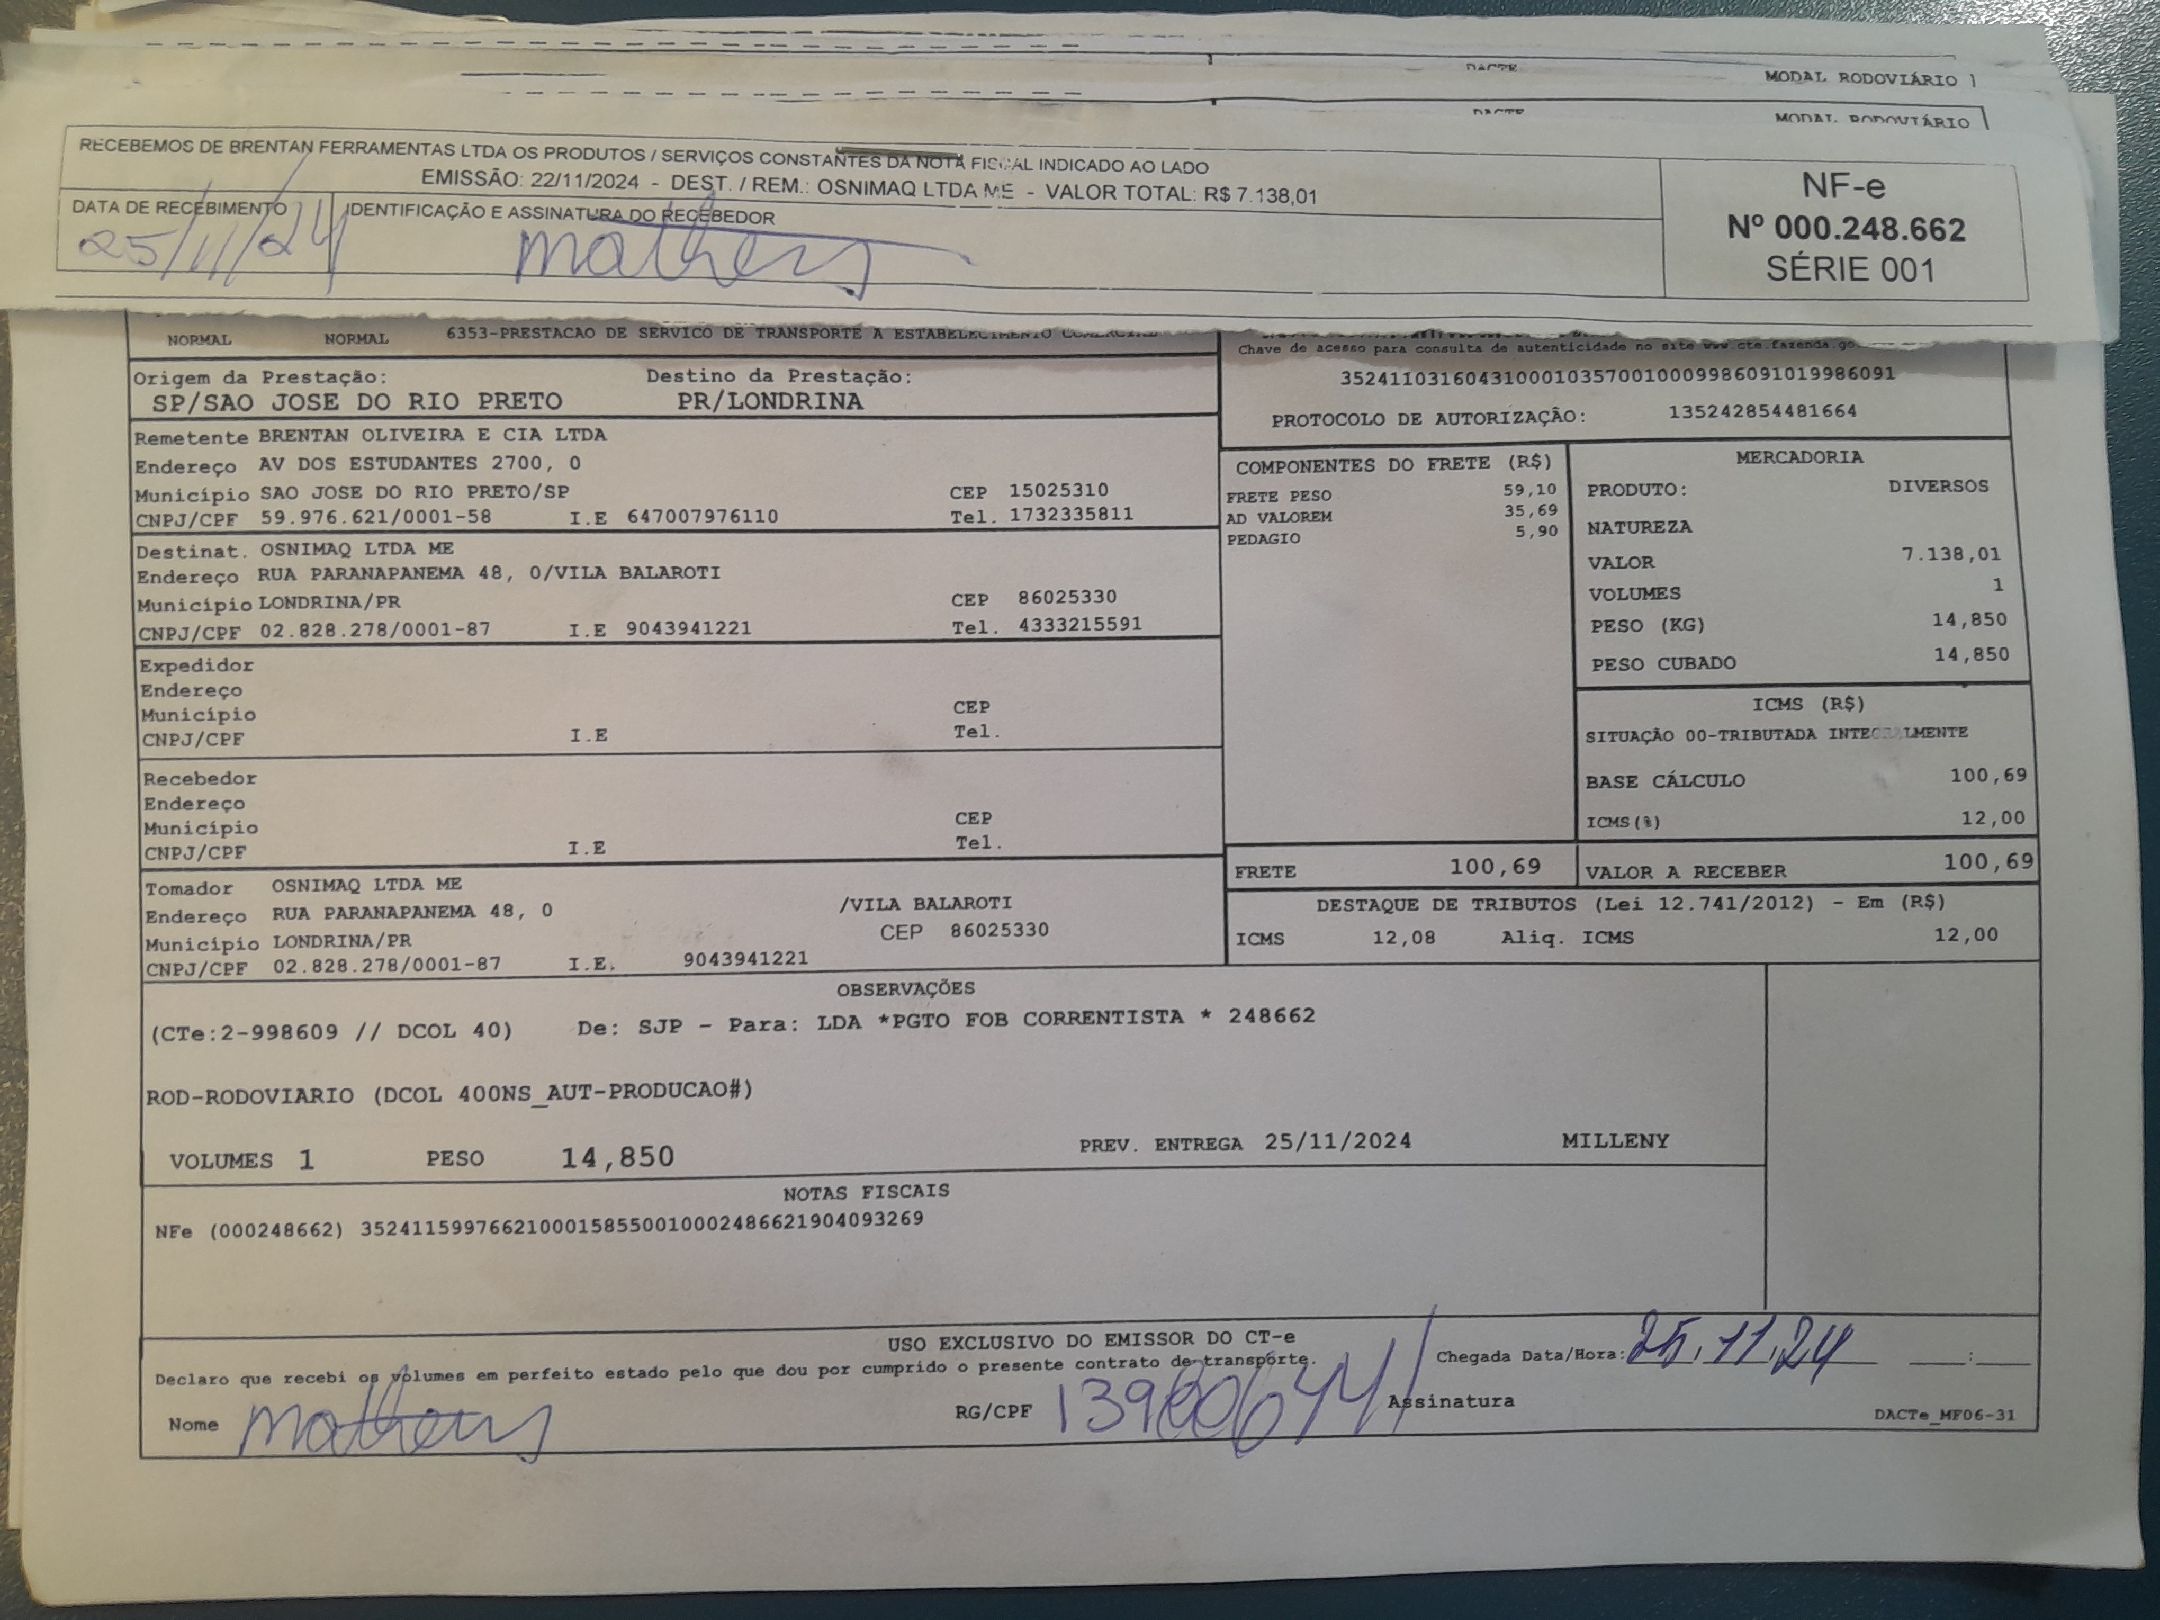 DACTE MODAL RODOVIÁRIO
DACTE MODAL RODOVIÁRIO
RECEBEMOS DE BRENTAN FERRAMENTAS LTDA OS PRODUTOS / SERVIÇOS CONSTANTES DA NOTA FISCAL INDICADO AO LADO
EMISSÃO: 22/11/2024 - DEST. / REM.: OSNIMAQ LTDA ME - VALOR TOTAL: R$ 7.138,01
DATA DE RECEBIMENTO IDENTIFICAÇÃO E ASSINATURA DO RECEBEDOR
25/11/24 matheus
NF-e
Nº 000.248.662
SÉRIE 001
NORMAL NORMAL 6353-PRESTACAO DE SERVICO DE TRANSPORTE A ESTABELECIMENTO COMERCIAL
Chave de acesso para consulta de autenticidade no site www.cte.fazenda.go
Origem da Prestação: Destino da Prestação:
SP/SAO JOSE DO RIO PRETO PR/LONDRINA
35241103160431000103570010009986091019986091
PROTOCOLO DE AUTORIZAÇÃO: 135242854481664
Remetente BRENTAN OLIVEIRA E CIA LTDA
Endereço AV DOS ESTUDANTES 2700, 0
Município SAO JOSE DO RIO PRETO/SP CEP 15025310
CNPJ/CPF 59.976.621/0001-58 I.E 647007976110 Tel. 1732335811
Destinat. OSNIMAQ LTDA ME
Endereço RUA PARANAPANEMA 48, 0/VILA BALAROTI
Município LONDRINA/PR CEP 86025330
CNPJ/CPF 02.828.278/0001-87 I.E 9043941221 Tel. 4333215591
Expedidor
Endereço
Município CEP
CNPJ/CPF I.E Tel.
Recebedor
Endereço
Município CEP
CNPJ/CPF I.E Tel.
Tomador OSNIMAQ LTDA ME
Endereço RUA PARANAPANEMA 48, 0 /VILA BALAROTI
Município LONDRINA/PR CEP 86025330
CNPJ/CPF 02.828.278/0001-87 I.E. 9043941221
COMPONENTES DO FRETE (R$)
FRETE PESO 59,10
AD VALOREM 35,69
PEDAGIO 5,90
MERCADORIA
PRODUTO: DIVERSOS
NATUREZA
VALOR 7.138,01
VOLUMES 1
PESO (KG) 14,850
PESO CUBADO 14,850
ICMS (R$)
SITUAÇÃO 00-TRIBUTADA INTEGRALMENTE
BASE CÁLCULO 100,69
ICMS(%) 12,00
FRETE 100,69 VALOR A RECEBER 100,69
DESTAQUE DE TRIBUTOS (Lei 12.741/2012) - Em (R$)
ICMS 12,08 Aliq. ICMS 12,00
OBSERVAÇÕES
(CTe:2-998609 // DCOL 40) De: SJP - Para: LDA *PGTO FOB CORRENTISTA * 248662
ROD-RODOVIARIO (DCOL 400NS_AUT-PRODUCAO#)
VOLUMES 1 PESO 14,850 PREV. ENTREGA 25/11/2024 MILLENY
NOTAS FISCAIS
NFe (000248662) 35241159976621000158550010002486621904093269
USO EXCLUSIVO DO EMISSOR DO CT-e
Declaro que recebi os volumes em perfeito estado pelo que dou por cumprido o presente contrato de transporte. Chegada Data/Hora: 25.11.24 __:__
Nome matheus RG/CPF Assinatura
DACTe_MF06-31